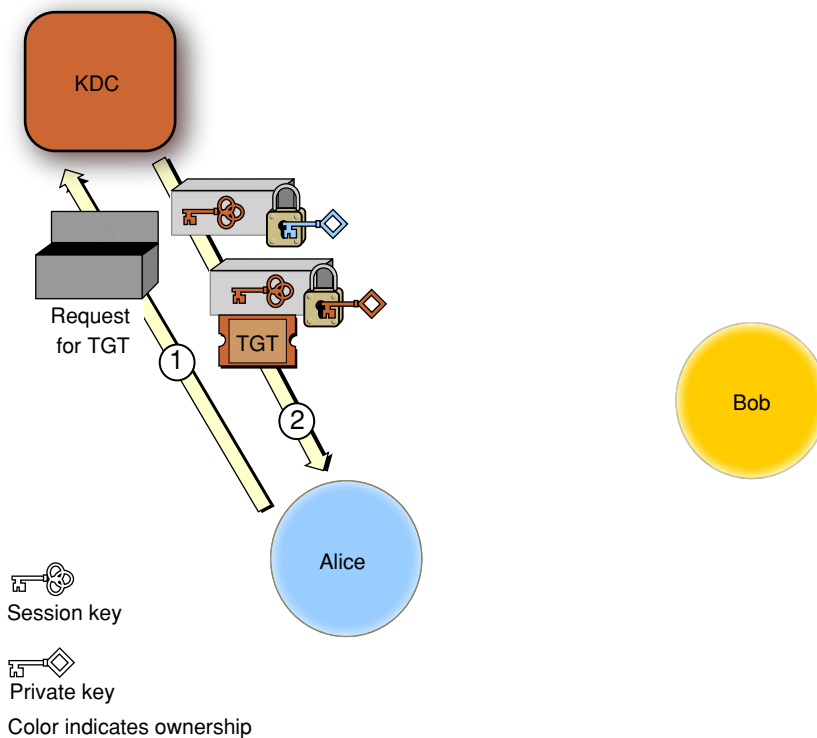 KDC
Request
for TGT
TGT
1
2
Bob
Alice
Session key
Private key
Color indicates ownership